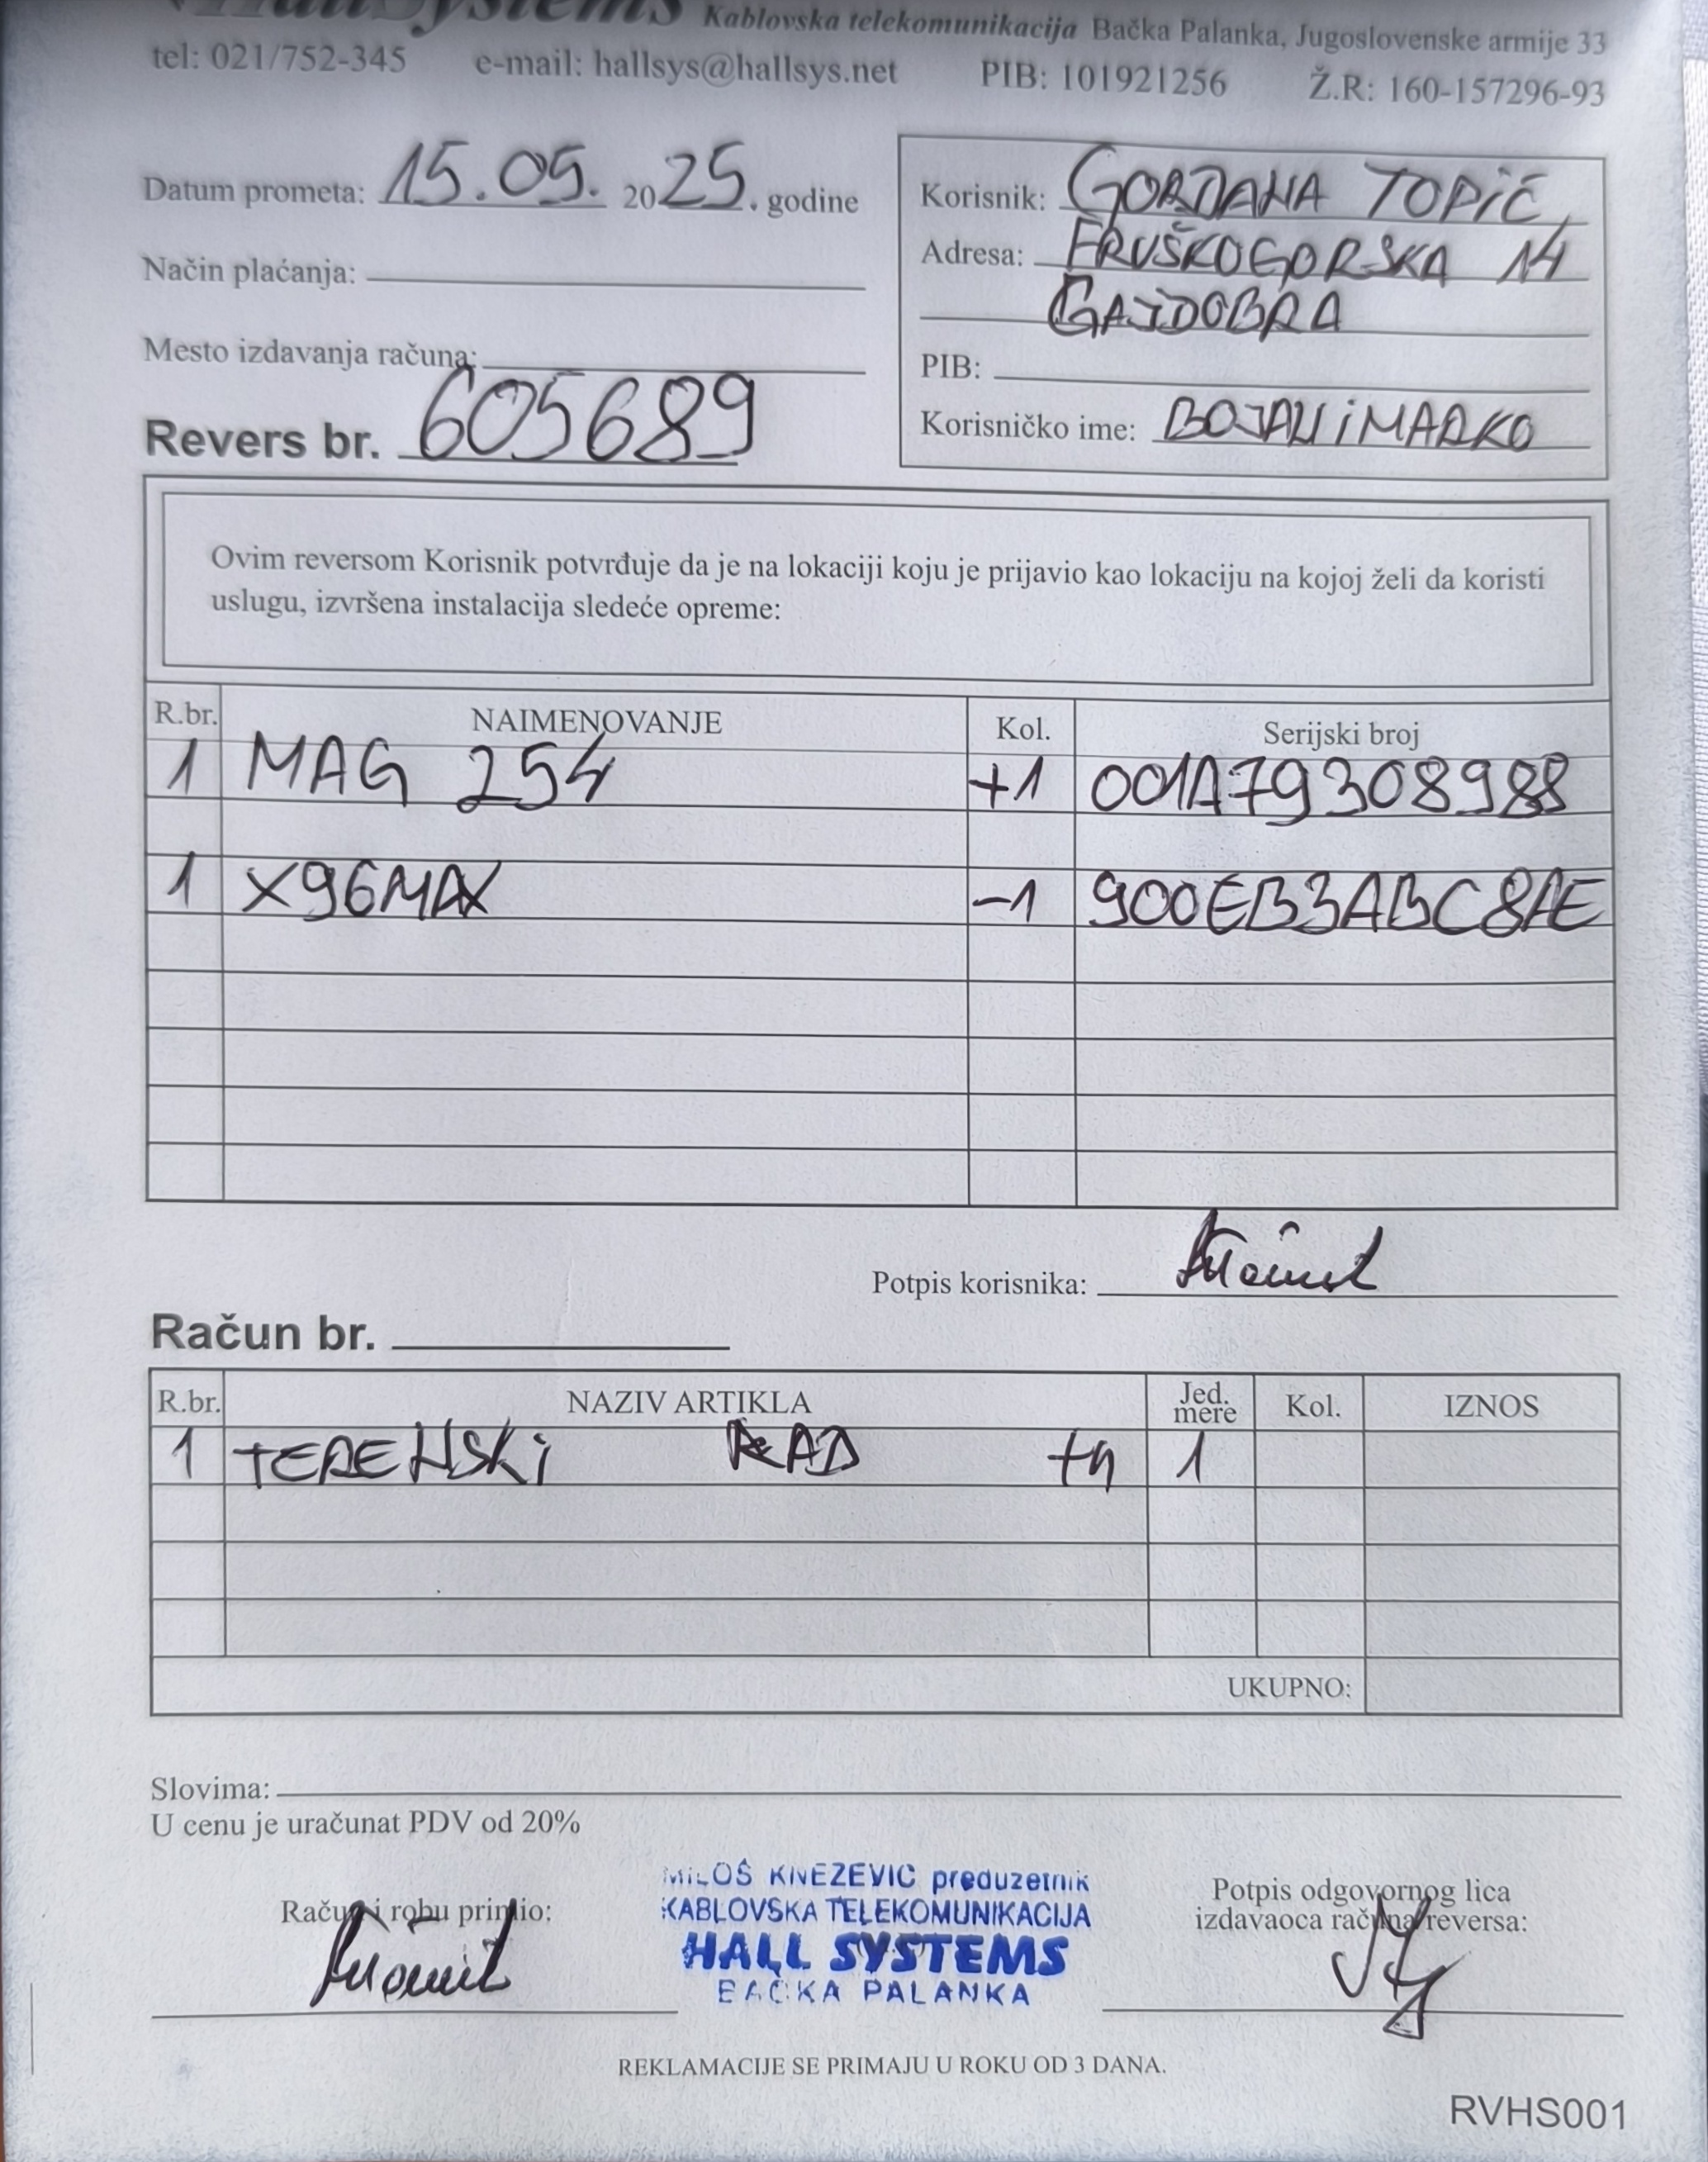 HallSystems Kablovska telekomunikacija Bačka Palanka, Jugoslovenske armije 33
tel: 021/752-345 e-mail: hallsys@hallsys.net PIB: 101921256 Ž.R: 160-157296-93
Datum prometa: 15.05. 2025. godine
Način plaćanja:
Mesto izdavanja računa:
Revers br. 605689
Korisnik: GORDANA TOPIĆ,
Adresa: FRUŠKOGORSKA 14
GAJDOBRA
PIB:
Korisničko ime: BOJANiMARKO
Ovim reversom Korisnik potvrđuje da je na lokaciji koju je prijavio kao lokaciju na kojoj želi da koristi
uslugu, izvršena instalacija sledeće opreme:
R.br. NAIMENOVANJE Kol. Serijski broj
1 MAG 254 +1 001A79308988
1 X96MAX -1 900EB3ABC8AE
Potpis korisnika:
Račun br.
R.br. NAZIV ARTIKLA Jed. mere Kol. IZNOS
1 TERENSKi RAD 1
UKUPNO:
Slovima:
U cenu je uračunat PDV od 20%
Račun i robu primio:
MILOŠ KNEZEVIC preduzetnik
KABLOVSKA TELEKOMUNIKACIJA
HALL SYSTEMS
BAČKA PALANKA
Potpis odgovornog lica
izdavaoca računa/reversa:
REKLAMACIJE SE PRIMAJU U ROKU OD 3 DANA.
RVHS001